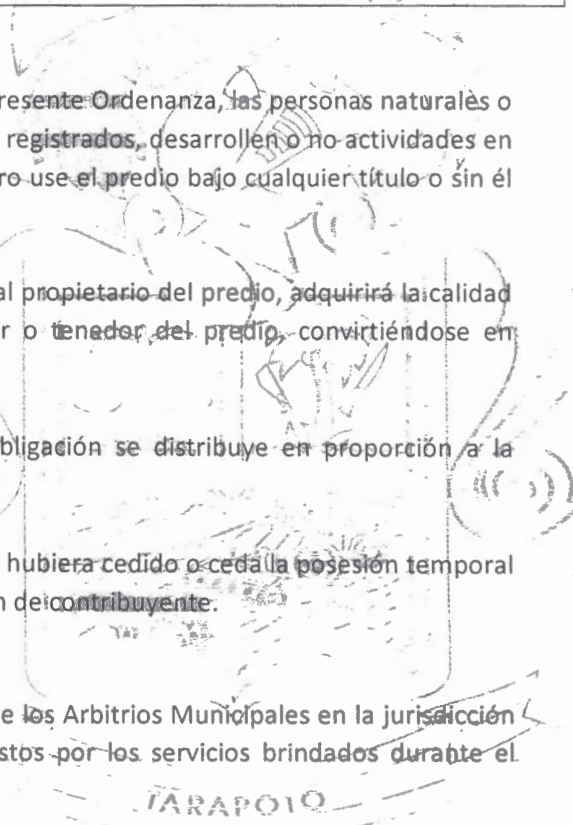 resente Ordenanza, las personas naturales o
registrados, desarrollen o no actividades en
ro use el predio bajo cualquier título o sin él
al propietario del predio, adquirirá la calidad
r o tenedor del predio, convirtiéndose en
bligación se distribuye en proporción a la
hubiera cedido o ceda la posesión temporal
n de contribuyente.
e los Arbitrios Municipales en la jurisdicción
stos por los servicios brindados durante el
TARAPOTO